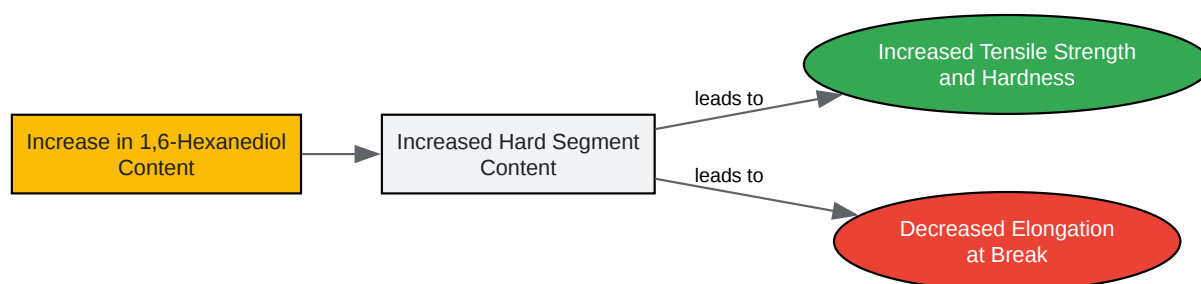 Increase in 1,6-Hexanediol
Content
Increased Hard Segment
Content
leads to
Increased Tensile Strength
and Hardness
leads to
Decreased Elongation
at Break